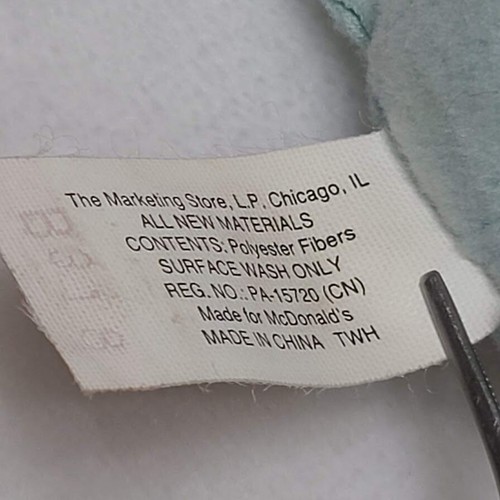 The Marketing Store, L.P. Chicago, IL
ALL NEW MATERIALS
CONTENTS: Polyester Fibers
SURFACE WASH ONLY
REG. NO.: PA-15720 (CN)
Made for McDonald's
MADE IN CHINA TWH